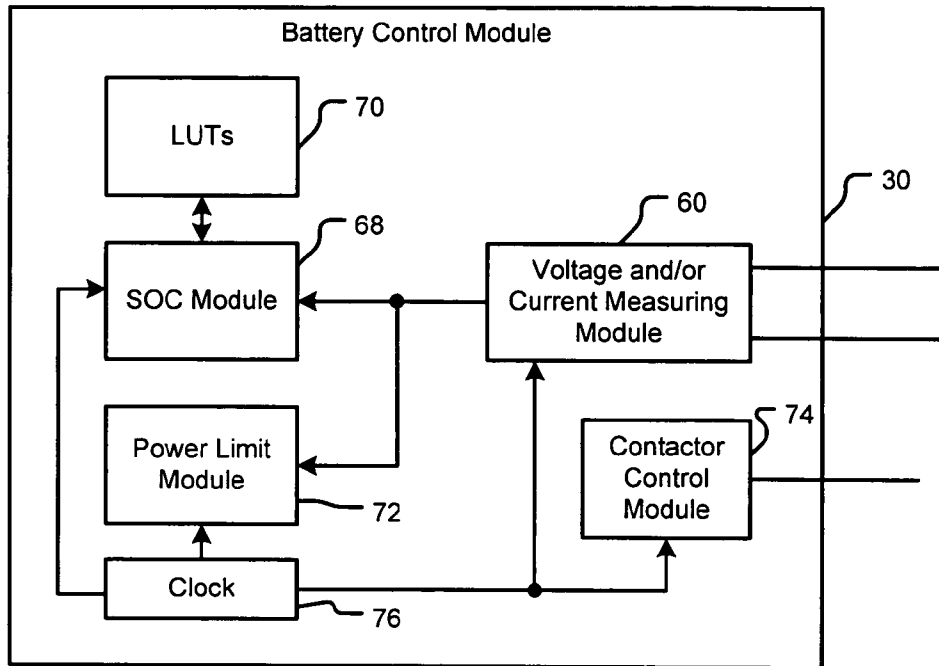 Battery Control Module
LUTs
70
30
SOC Module
68
60
Voltage and/or
Current Measuring
Module
Power Limit
Module
72
74
Contactor
Control
Module
Clock
76